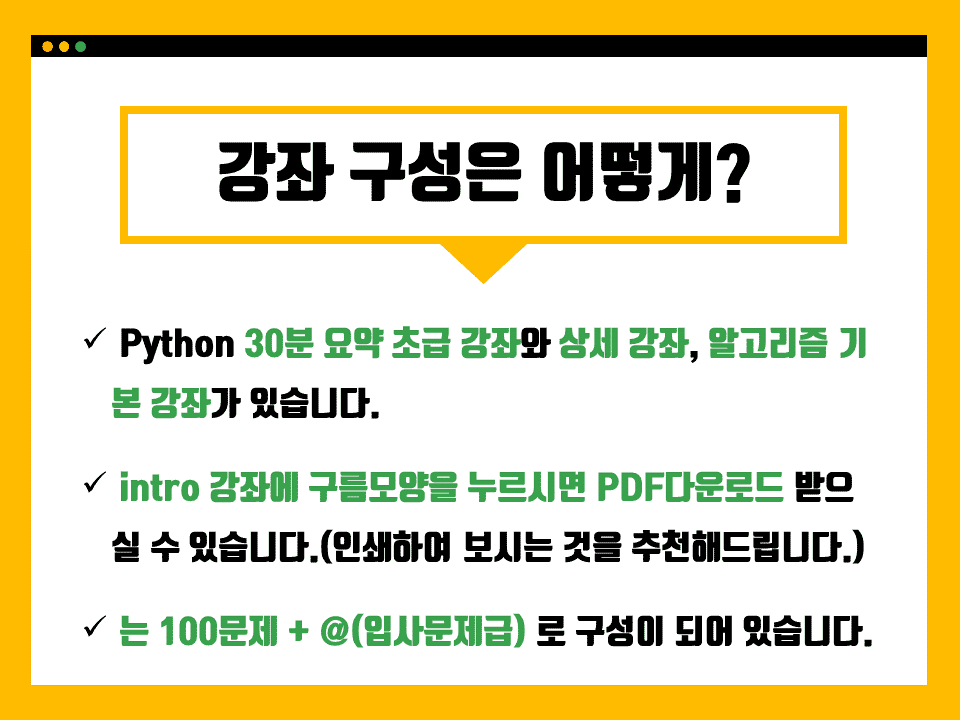 강좌 구성은 어떻게?
✓ Python 30분 요약 초급 강좌와 상세 강좌, 알고리즘 기
본 강좌가 있습니다.
✓ intro 강좌에 구름모양을 누르시면 PDF다운로드 받으
실 수 있습니다.(인쇄하여 보시는 것을 추천해드립니다.)
✓ 는 100문제 + @(입사문제급) 로 구성이 되어 있습니다.